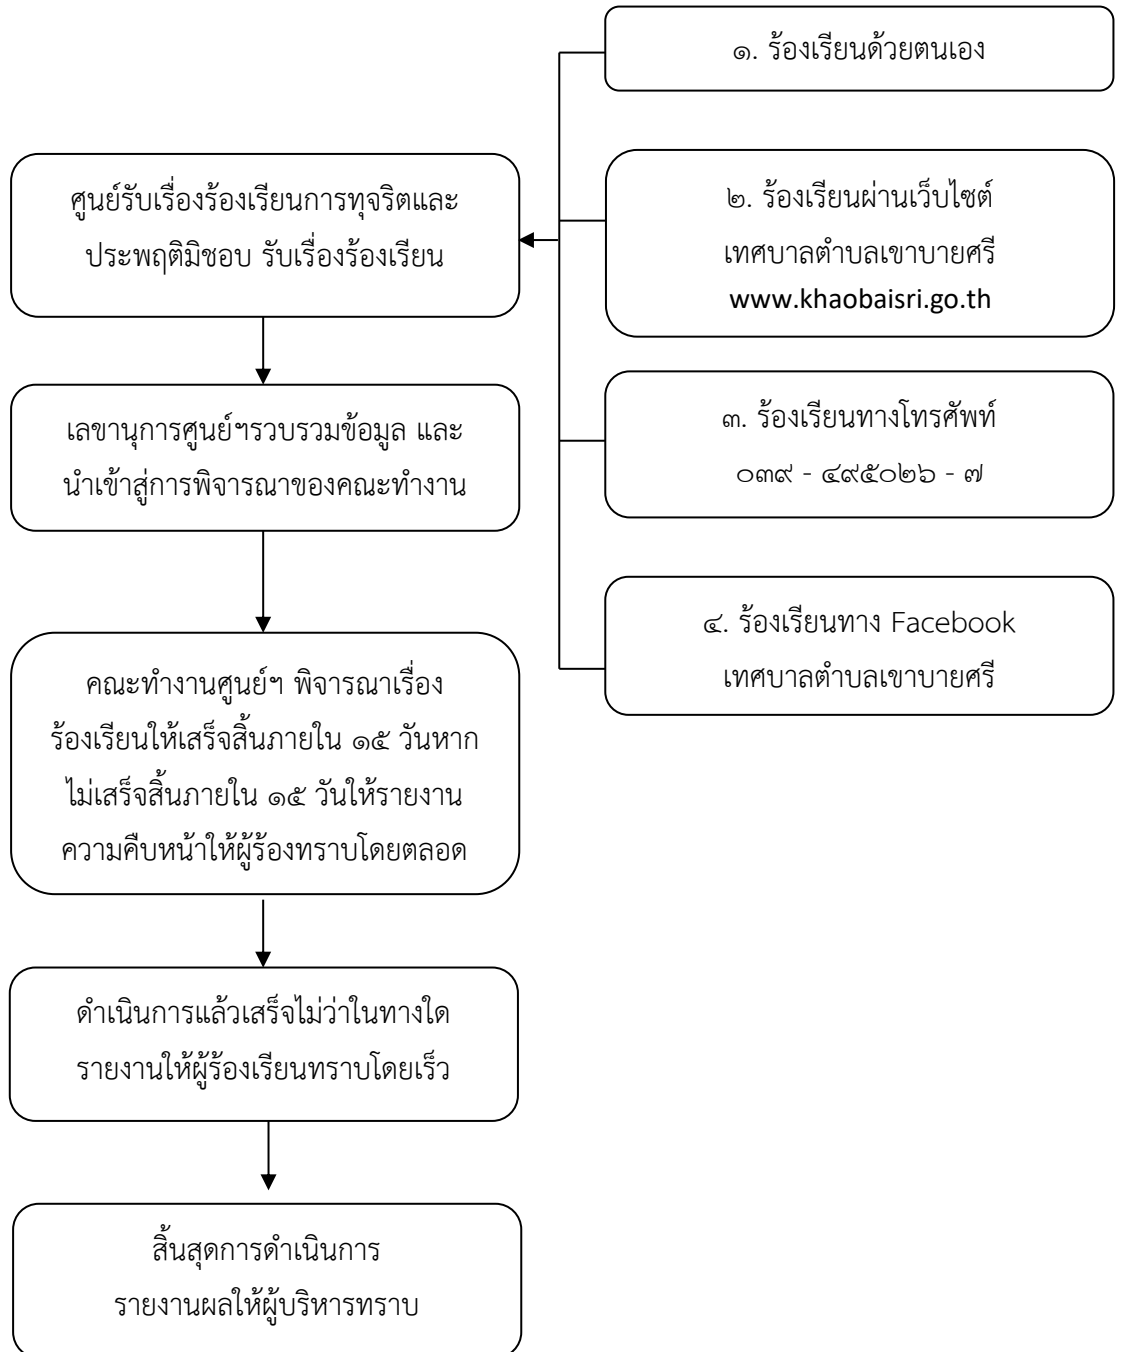 ๑. ร้องเรียนด้วยตนเอง
ศูนย์รับเรื่องร้องเรียนการทุจริตและ
ประพฤติมิชอบ รับเรื่องร้องเรียน
๒. ร้องเรียนผ่านเว็บไซต์
เทศบาลตำบลเขาบายศรี
www.khaobaisri.go.th
เลขานุการศูนย์ฯรวบรวมข้อมูล และ
นำเข้าสู่การพิจารณาของคณะทำงาน
๓. ร้องเรียนทางโทรศัพท์
๐๓๙ - ๔๙๕๐๒๖ - ๗
คณะทำงานศูนย์ฯ พิจารณาเรื่อง
ร้องเรียนให้เสร็จสิ้นภายใน ๑๕ วันหาก
ไม่เสร็จสิ้นภายใน ๑๕ วันให้รายงาน
ความคืบหน้าให้ผู้ร้องทราบโดยตลอด
๔. ร้องเรียนทาง Facebook
เทศบาลตำบลเขาบายศรี
ดำเนินการแล้วเสร็จไม่ว่าในทางใด
รายงานให้ผู้ร้องเรียนทราบโดยเร็ว
สิ้นสุดการดำเนินการ
รายงานผลให้ผู้บริหารทราบ